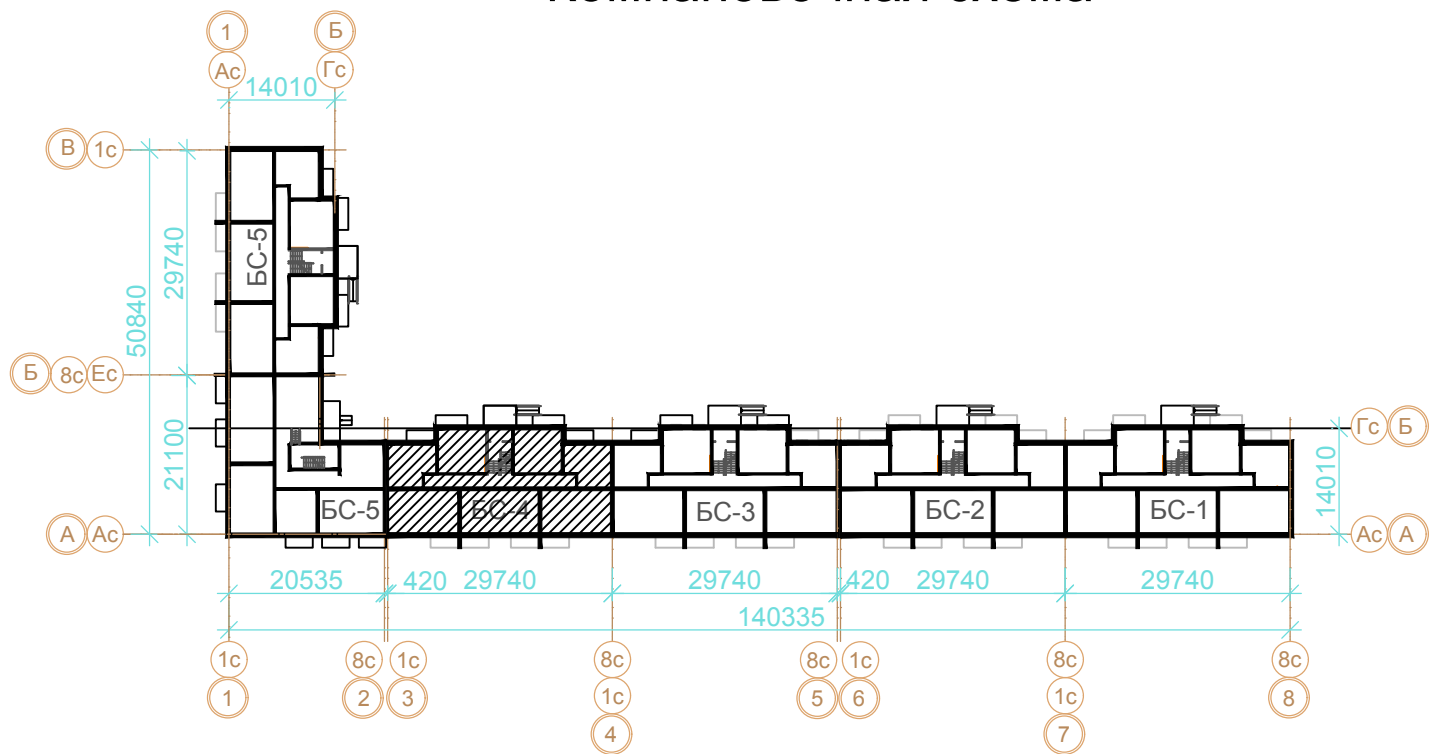 1 Б
Ас Гс
14010
В 1с
50840
29740
БС-5
Б 8с Ес
21100
Гс Б
14010
БС-5 БС-4 БС-3 БС-2 БС-1
А Ас
Ас А
20535 420 29740 29740 420 29740 29740
140335
1с 8с 1с 8с 8с 1с 8с 8с
1 2 3 1с 5 6 1с 8
4 7